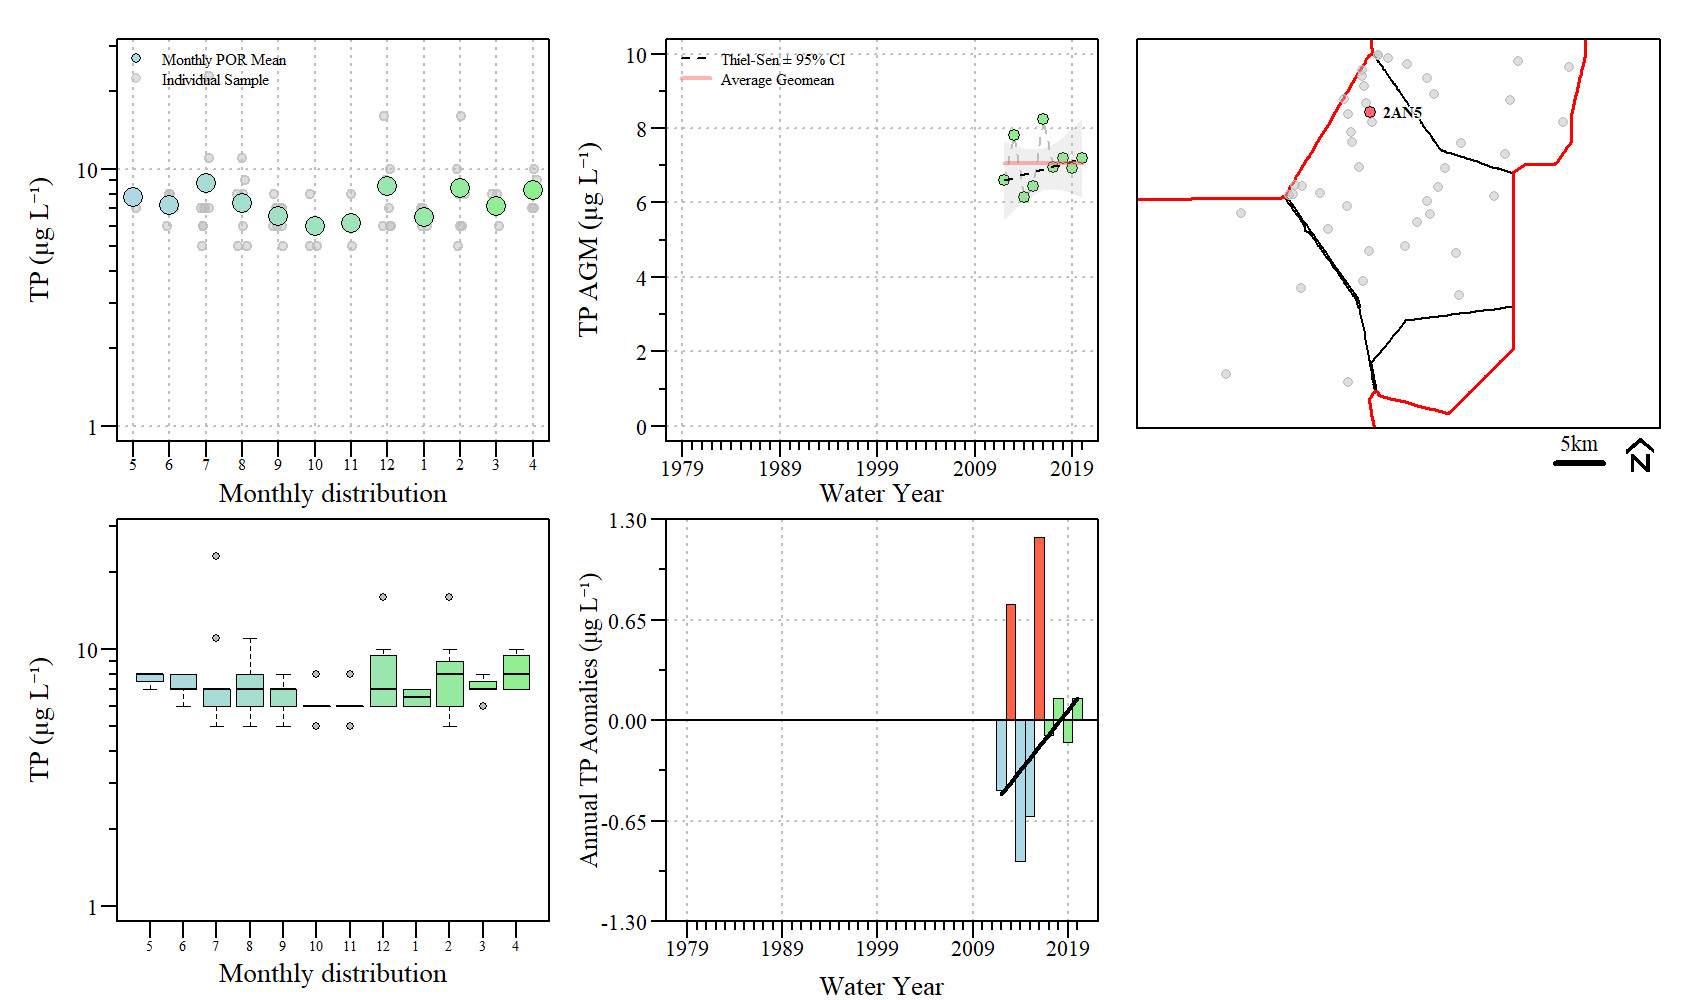 Monthly POR Mean
Individual Sample
TP (µg L⁻¹)
10
1
5 6 7 8 9 10 11 12 1 2 3 4
Monthly distribution
Thiel-Sen ± 95% CI
Average Geomean
TP AGM (µg L⁻¹)
10
8
6
4
2
0
1979 1989 1999 2009 2019
Water Year
2AN5
5km
N
TP (µg L⁻¹)
10
1
5 6 7 8 9 10 11 12 1 2 3 4
Monthly distribution
Annual TP Aomalies (µg L⁻¹)
1.30
0.65
0.00
-0.65
-1.30
1979 1989 1999 2009 2019
Water Year